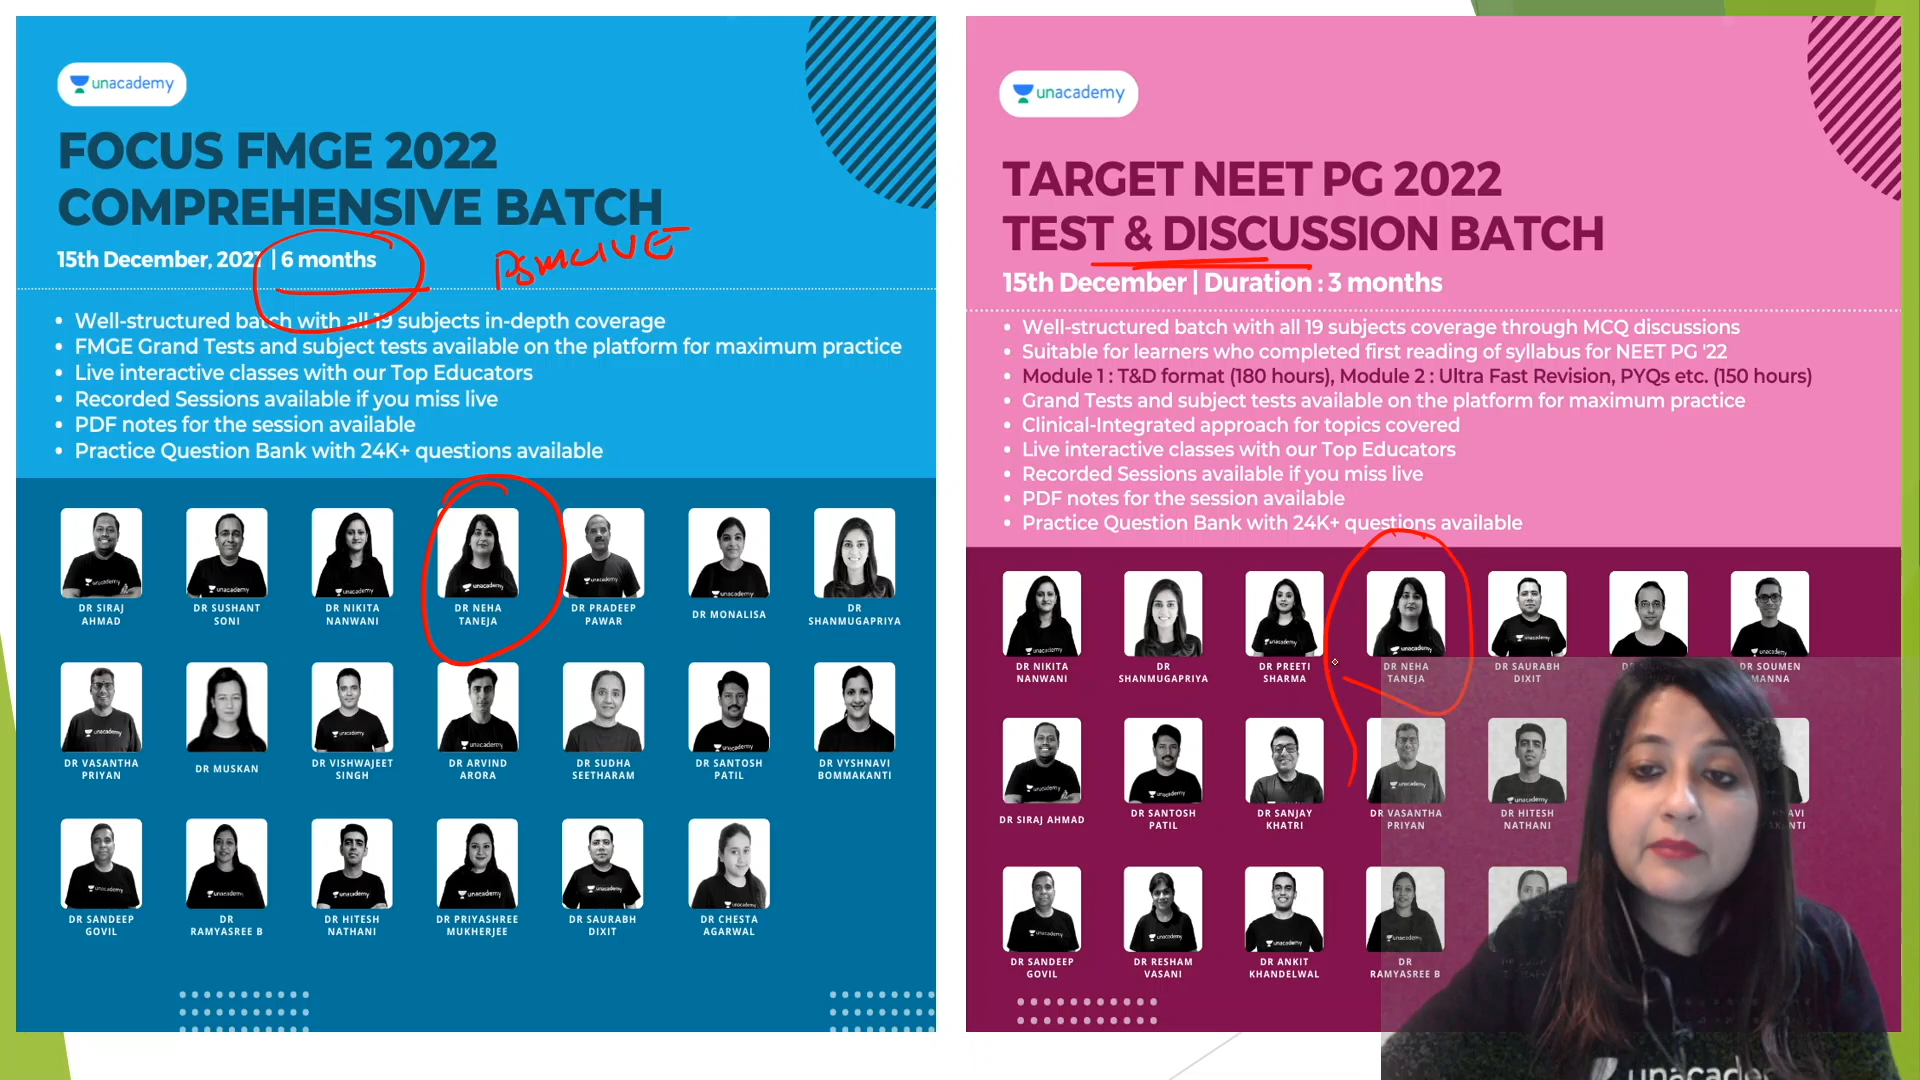 unacademy
FOCUS FMGE 2022
COMPREHENSIVE BATCH
15th December, 2021 | 6 months
PSMLIVE
• Well-structured batch with all 19 subjects in-depth coverage
• FMGE Grand Tests and subject tests available on the platform for maximum practice
• Live interactive classes with our Top Educators
• Recorded Sessions available if you miss live
• PDF notes for the session available
• Practice Question Bank with 24K+ questions available
DR SIRAJ
AHMAD
DR SUSHANT
SONI
DR NIKITA
NANWANI
DR NEHA
TANEJA
DR PRADEEP
PAWAR
DR MONALISA
DR
SHANMUGAPRIYA
DR VASANTHA
PRIYAN
DR MUSKAN
DR VISHWAJEET
SINGH
DR ARVIND
ARORA
DR SUDHA
SEETHARAM
DR SANTOSH
PATIL
DR VYSHNAVI
BOMMAKANTI
DR SANDEEP
GOVIL
DR
RAMYASREE B
DR HITESH
NATHANI
DR PRIYASHREE
MUKHERJEE
DR SAURABH
DIXIT
DR CHESTA
AGARWAL
unacademy
TARGET NEET PG 2022
TEST & DISCUSSION BATCH
15th December | Duration : 3 months
• Well-structured batch with all 19 subjects coverage through MCQ discussions
• Suitable for learners who completed first reading of syllabus for NEET PG '22
• Module 1 : T&D format (180 hours), Module 2 : Ultra Fast Revision, PYQs etc. (150 hours)
• Grand Tests and subject tests available on the platform for maximum practice
• Clinical-Integrated approach for topics covered
• Live interactive classes with our Top Educators
• Recorded Sessions available if you miss live
• PDF notes for the session available
• Practice Question Bank with 24K+ questions available
DR NIKITA
NANWANI
DR
SHANMUGAPRIYA
DR PREETI
SHARMA
DR NEHA
TANEJA
DR SAURABH
DIXIT
DR SOUMEN
MANNA
DR SIRAJ AHMAD
DR SANTOSH
PATIL
DR SANJAY
KHATRI
DR VASANTHA
PRIYAN
DR HITESH
NATHANI
DR SANDEEP
GOVIL
DR RESHAM
VASANI
DR ANKIT
KHANDELWAL
DR
RAMYASREE B
unacademy